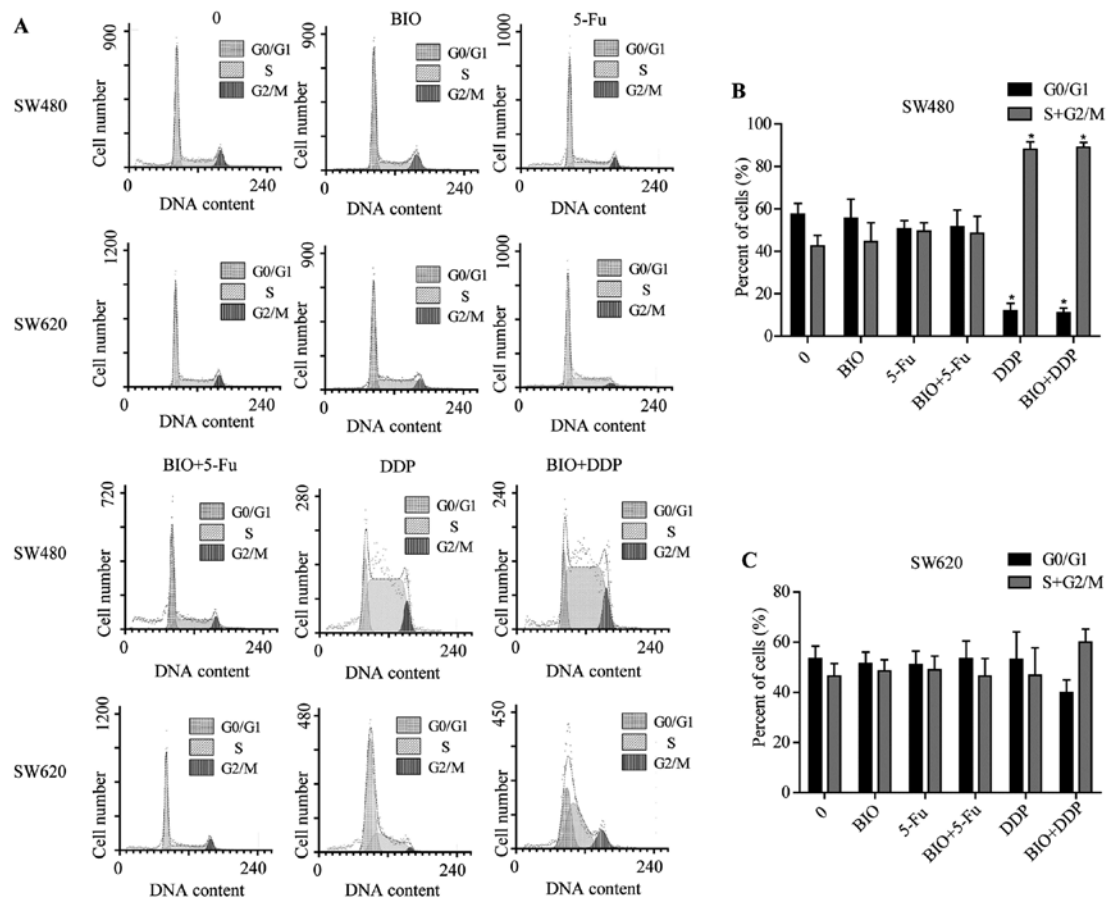 A
0
BIO
5-Fu
SW480
900
Cell number
G0/G1
S
G2/M
0
240
DNA content
900
Cell number
G0/G1
S
G2/M
0
240
DNA content
1000
Cell number
G0/G1
S
G2/M
0
240
DNA content
SW620
1200
Cell number
G0/G1
S
G2/M
0
240
DNA content
900
Cell number
G0/G1
S
G2/M
0
240
DNA content
1000
Cell number
G0/G1
S
G2/M
0
240
DNA content
BIO+5-Fu
DDP
BIO+DDP
SW480
720
Cell number
G0/G1
S
G2/M
0
240
DNA content
280
Cell number
G0/G1
S
G2/M
0
240
DNA content
240
Cell number
G0/G1
S
G2/M
0
240
DNA content
SW620
1200
Cell number
G0/G1
S
G2/M
0
240
DNA content
480
Cell number
G0/G1
S
G2/M
0
240
DNA content
450
Cell number
G0/G1
S
G2/M
0
240
DNA content
B
SW480
G0/G1
S+G2/M
Percent of cells (%)
100
80
60
40
20
0
* * * *
0
BIO
5-Fu
BIO+5-Fu
DDP
BIO+DDP
C
SW620
G0/G1
S+G2/M
Percent of cells (%)
80
60
40
20
0
0
BIO
5-Fu
BIO+5-Fu
DDP
BIO+DDP